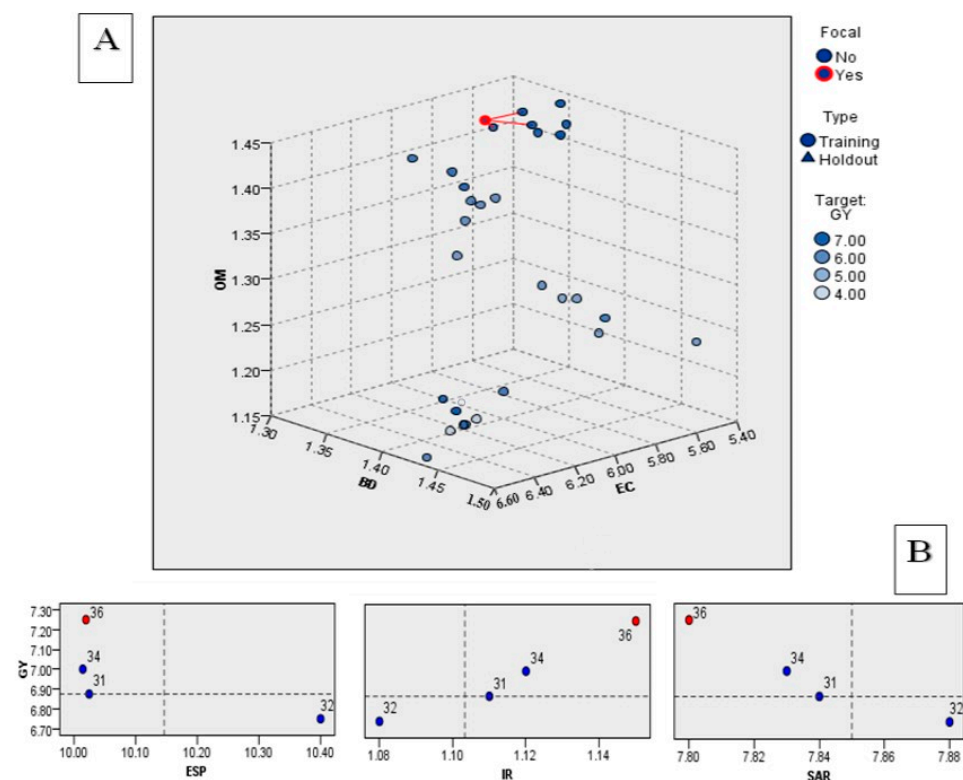 A
Focal
No
Yes
Type
Training
Holdout
Target:
GY
7.00
6.00
5.00
4.00
OM
1.45
1.40
1.35
1.30
1.25
1.20
1.15
1.30
1.35
1.40
1.45
1.50
BD
6.60
6.40
6.20
6.00
5.80
5.60
5.40
EC
B
GY
7.30
7.20
7.10
7.00
6.90
6.80
6.70
36
34
31
32
10.00 10.10 10.20 10.30 10.40
ESP
36
34
31
32
1.08 1.10 1.12 1.14
IR
36
34
31
32
7.80 7.82 7.84 7.86 7.88
SAR